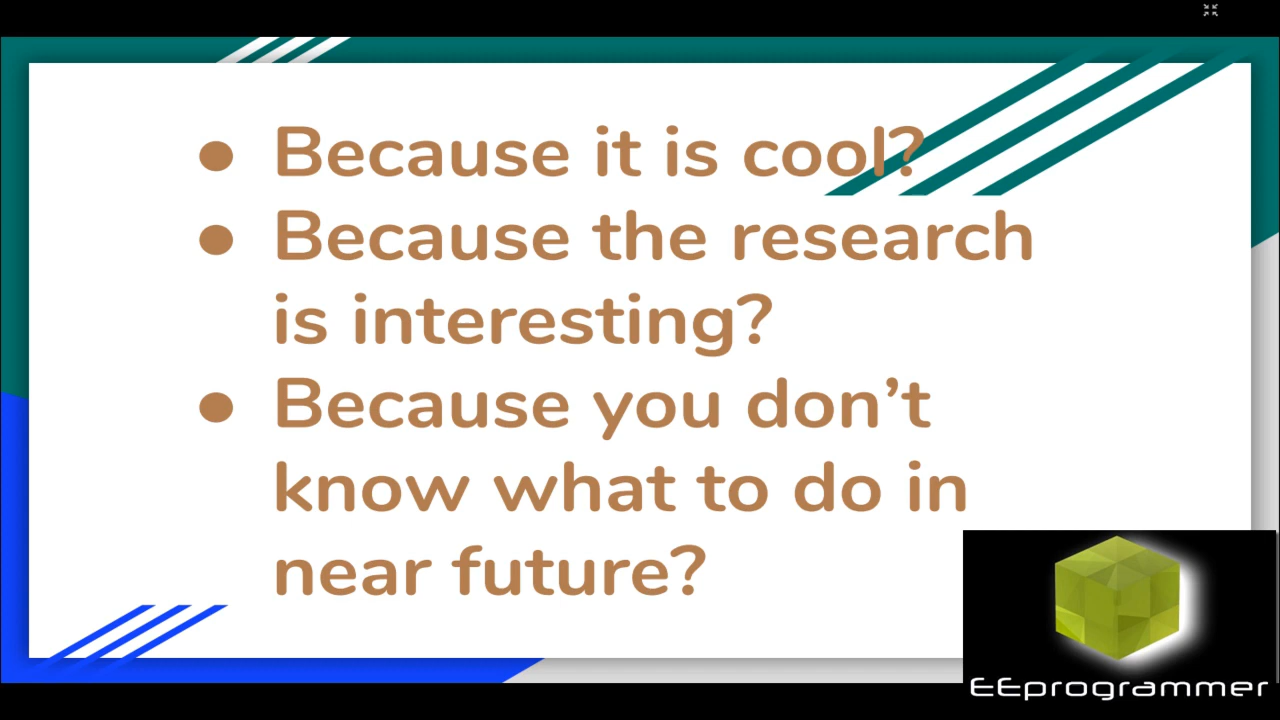 ● Because it is cool?
● Because the research
is interesting?
● Because you don’t
know what to do in
near future?
EEprogrammer